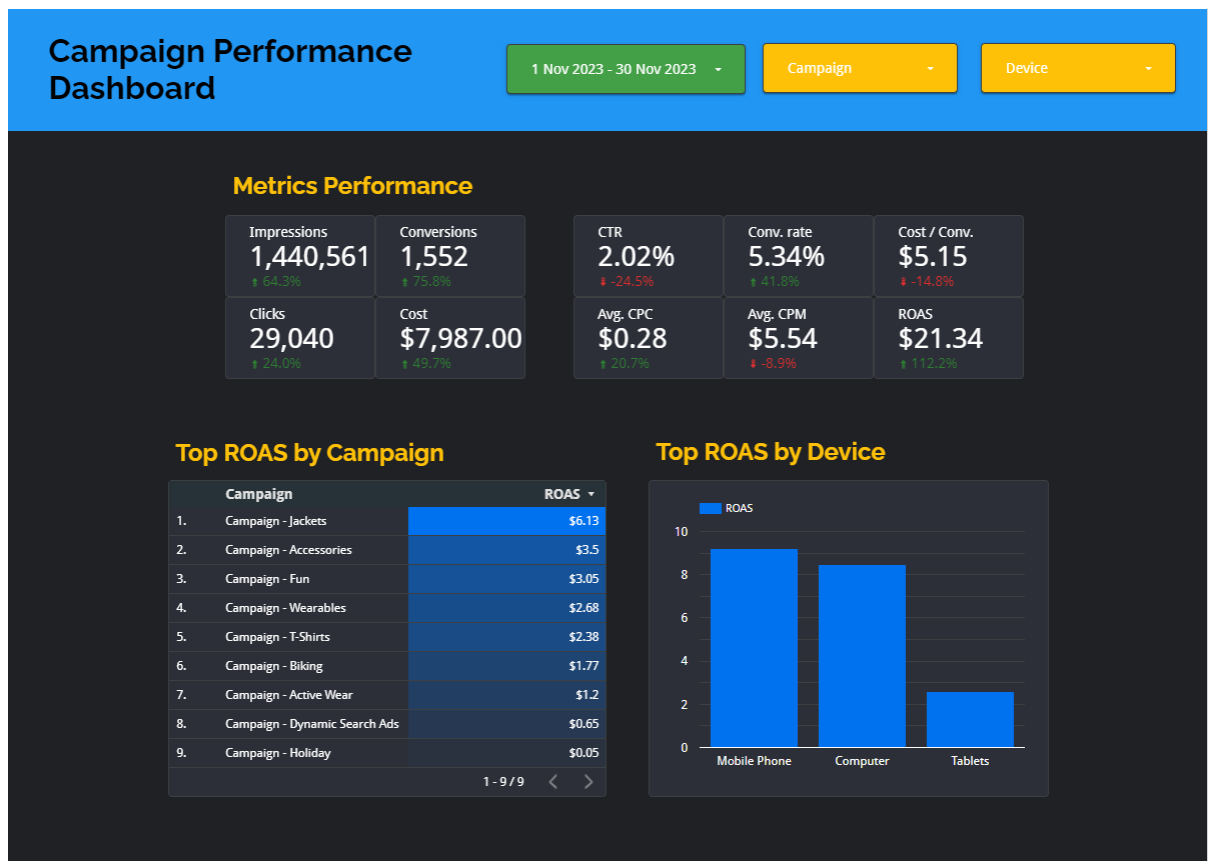 Campaign Performance
Dashboard
1 Nov 2023 - 30 Nov 2023
Campaign
Device
Metrics Performance
Impressions
1,440,561
64.3%
Conversions
1,552
75.8%
Clicks
29,040
24.0%
Cost
$7,987.00
49.7%
CTR
2.02%
-24.5%
Conv. rate
5.34%
41.8%
Cost / Conv.
$5.15
-14.8%
Avg. CPC
$0.28
20.7%
Avg. CPM
$5.54
-8.9%
ROAS
$21.34
112.2%
Top ROAS by Campaign
Campaign ROAS
1. Campaign - Jackets $6.13
2. Campaign - Accessories $3.5
3. Campaign - Fun $3.05
4. Campaign - Wearables $2.68
5. Campaign - T-Shirts $2.38
6. Campaign - Biking $1.77
7. Campaign - Active Wear $1.2
8. Campaign - Dynamic Search Ads $0.65
9. Campaign - Holiday $0.05
1 - 9 / 9
Top ROAS by Device
ROAS
10
8
6
4
2
0
Mobile Phone Computer Tablets